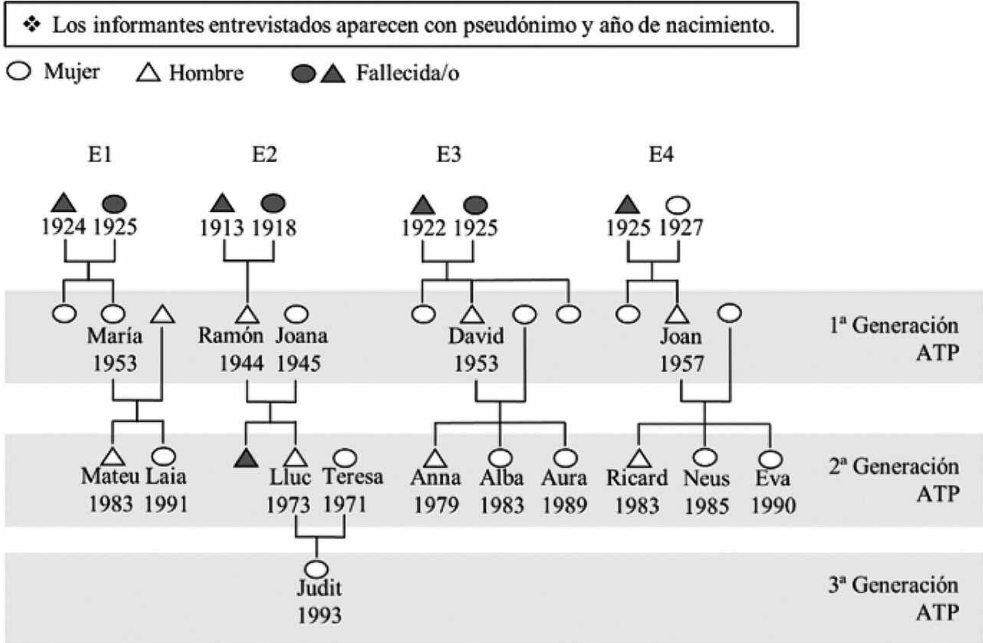 ❖ Los informantes entrevistados aparecen con pseudónimo y año de nacimiento.
Mujer Hombre Fallecida/o
E1 E2 E3 E4
1924 1925 1913 1918 1922 1925 1925 1927
María Ramón Joana David Joan 1ª Generación
1953 1944 1945 1953 1957 ATP
Mateu Laia Lluc Teresa Anna Alba Aura Ricard Neus Eva 2ª Generación
1983 1991 1973 1971 1979 1983 1989 1983 1985 1990 ATP
Judit 3ª Generación
1993 ATP